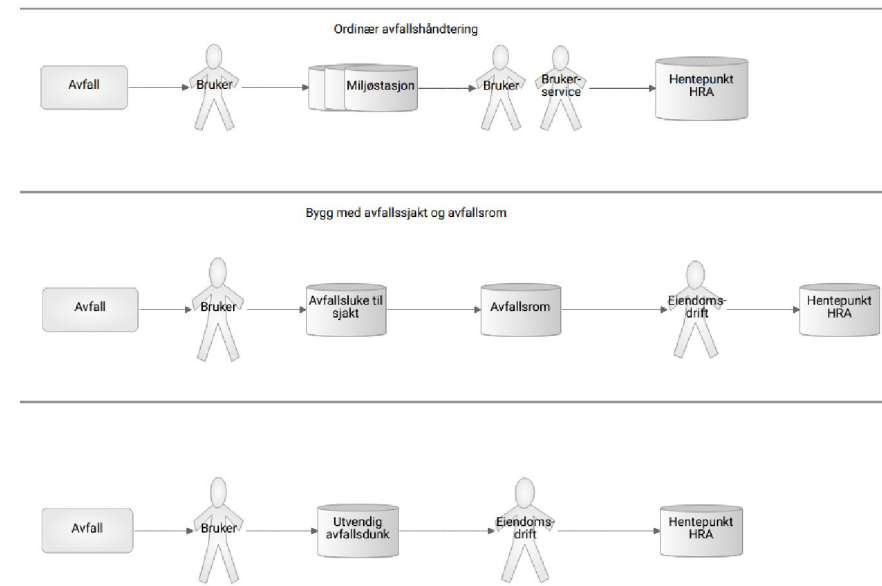 Ordinær avfallshåndtering
Avfall
Bruker
Miljøstasjon
Bruker
Bruker-
service
Hentepunkt
HRA
Bygg med avfallssjakt og avfallsrom
Avfall
Bruker
Avfallsluke til
sjakt
Avfallsrom
Eiendoms-
drift
Hentepunkt
HRA
Avfall
Bruker
Utvendig
avfallsdunk
Eiendoms-
drift
Hentepunkt
HRA